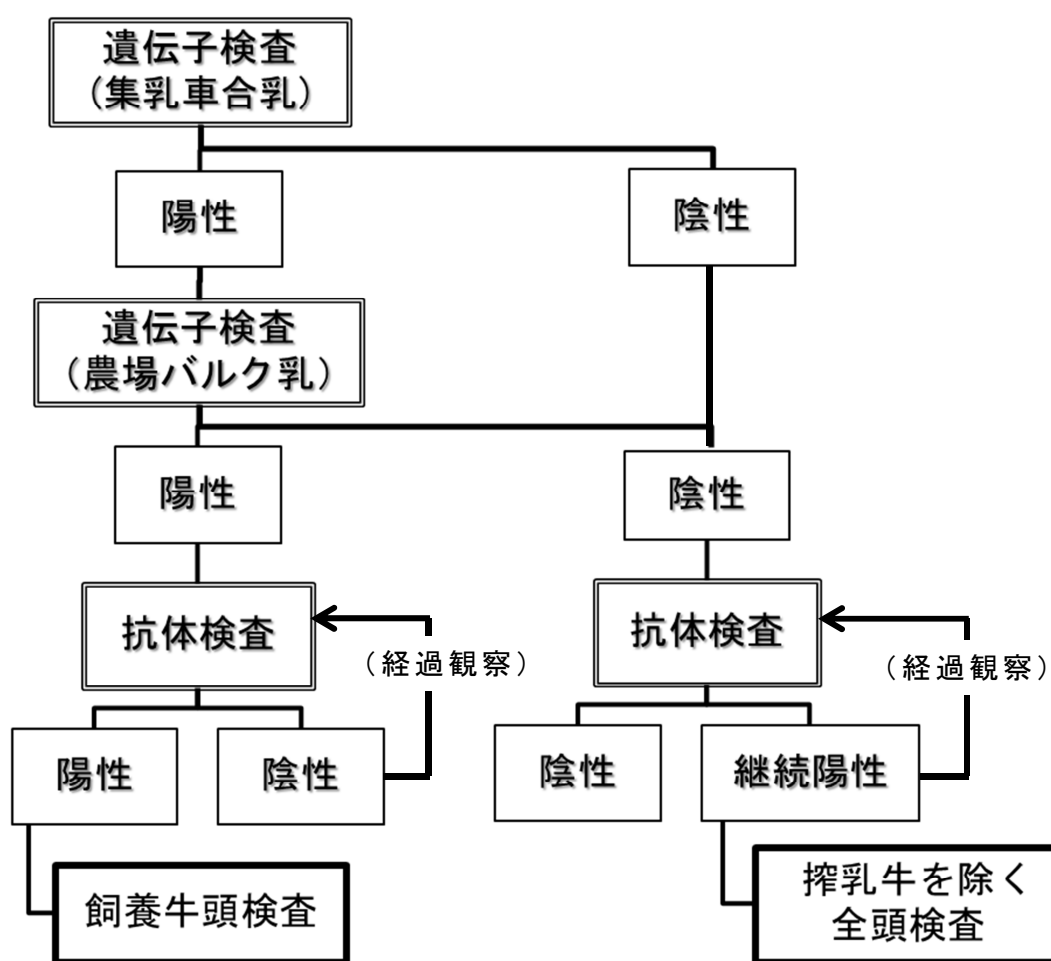 遺伝子検査
（集乳車合乳）
陽性
陰性
遺伝子検査
（農場バルク乳）
陽性
陰性
抗体検査
（経過観察）
抗体検査
（経過観察）
陽性
陰性
陰性
継続陽性
飼養牛頭検査
搾乳牛を除く
全頭検査